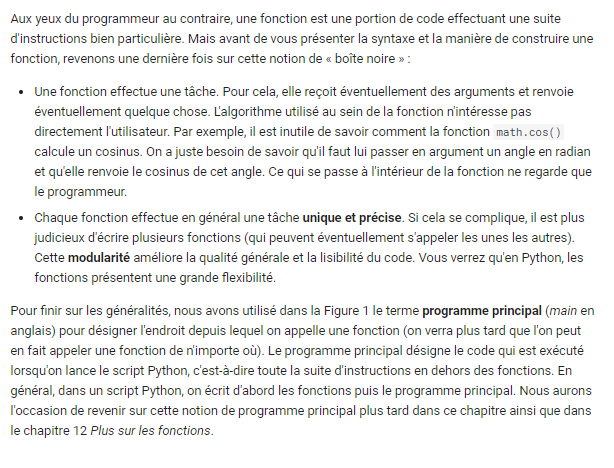 Aux yeux du programmeur au contraire, une fonction est une portion de code effectuant une suite
d'instructions bien particulière. Mais avant de vous présenter la syntaxe et la manière de construire une
fonction, revenons une dernière fois sur cette notion de « boîte noire » :
• Une fonction effectue une tâche. Pour cela, elle reçoit éventuellement des arguments et renvoie
éventuellement quelque chose. L'algorithme utilisé au sein de la fonction n'intéresse pas
directement l'utilisateur. Par exemple, il est inutile de savoir comment la fonction math.cos()
calcule un cosinus. On a juste besoin de savoir qu'il faut lui passer en argument un angle en radian
et qu'elle renvoie le cosinus de cet angle. Ce qui se passe à l'intérieur de la fonction ne regarde que
le programmeur.
• Chaque fonction effectue en général une tâche unique et précise. Si cela se complique, il est plus
judicieux d'écrire plusieurs fonctions (qui peuvent éventuellement s'appeler les unes les autres).
Cette modularité améliore la qualité générale et la lisibilité du code. Vous verrez qu'en Python, les
fonctions présentent une grande flexibilité.
Pour finir sur les généralités, nous avons utilisé dans la Figure 1 le terme programme principal (main en
anglais) pour désigner l'endroit depuis lequel on appelle une fonction (on verra plus tard que l'on peut
en fait appeler une fonction de n'importe où). Le programme principal désigne le code qui est exécuté
lorsqu'on lance le script Python, c'est-à-dire toute la suite d'instructions en dehors des fonctions. En
général, dans un script Python, on écrit d'abord les fonctions puis le programme principal. Nous aurons
l'occasion de revenir sur cette notion de programme principal plus tard dans ce chapitre ainsi que dans
le chapitre 12 Plus sur les fonctions.